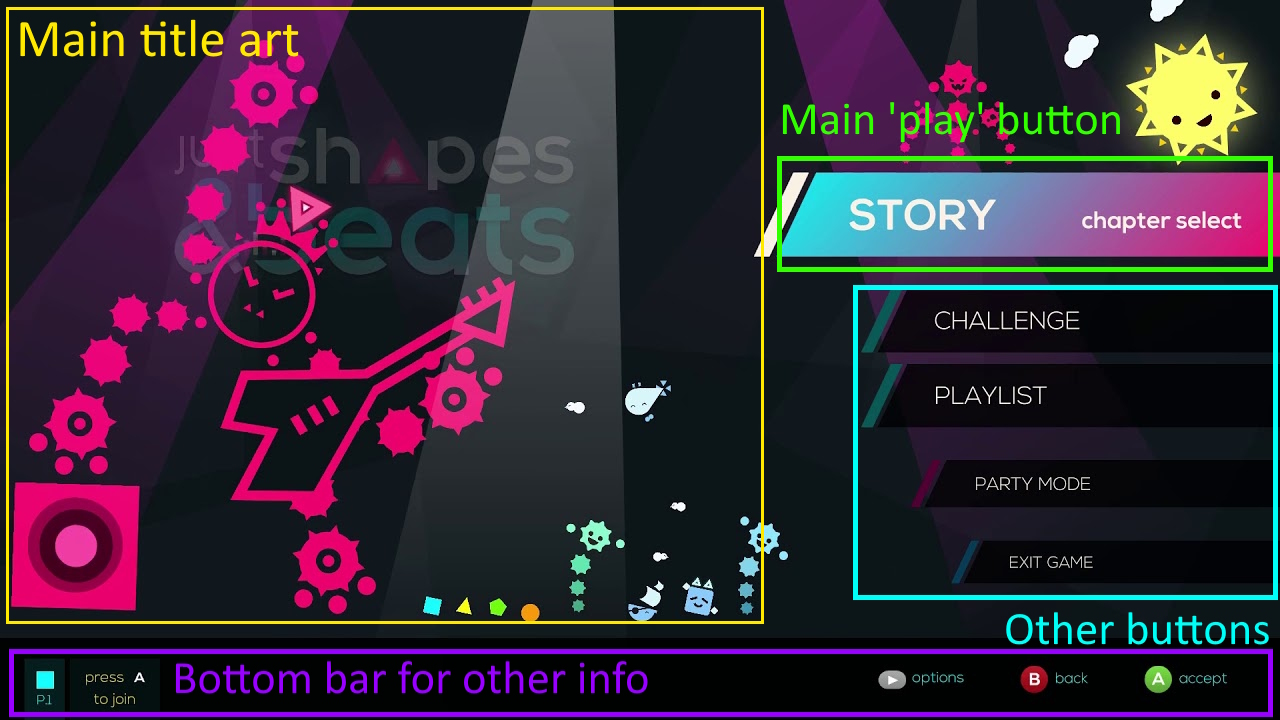 Main title art
just shapes
& beats
Main 'play' button
STORY
chapter select
CHALLENGE
PLAYLIST
PARTY MODE
EXIT GAME
Other buttons
Bottom bar for other info
P.1
press A
to join
options
B back
A accept